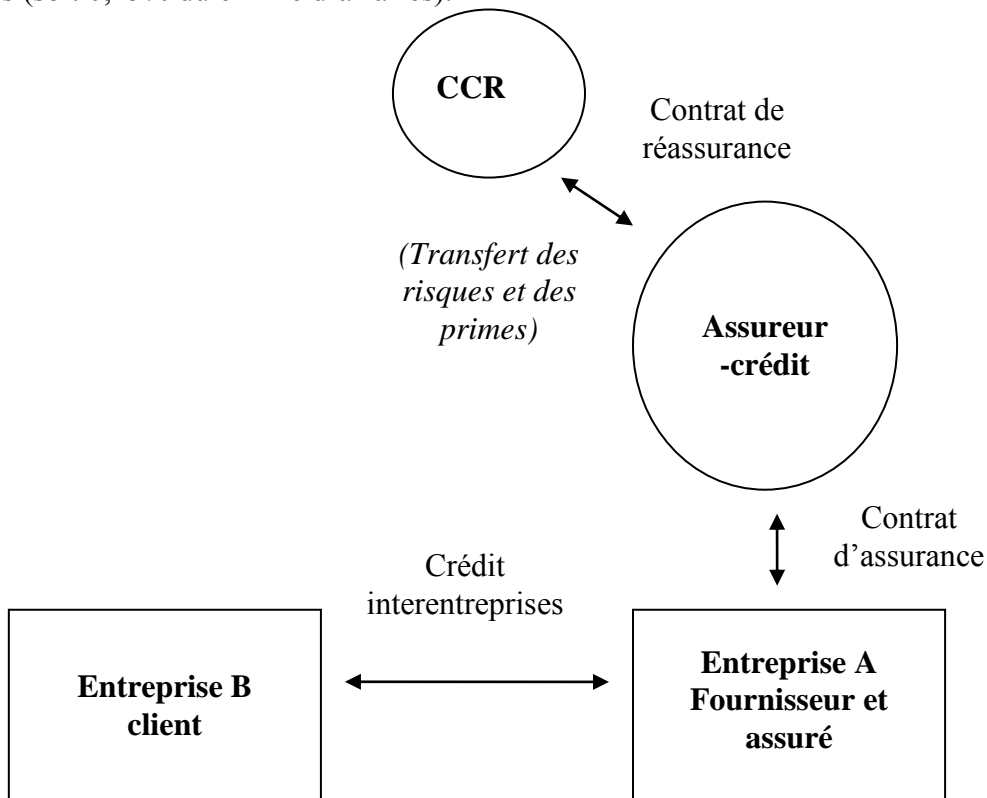 CCR
Contrat de
réassurance
(Transfert des
risques et des
primes)
Assureur
-crédit
Contrat
d’assurance
Crédit
interentreprises
Entreprise B
client
Entreprise A
Fournisseur et
assuré